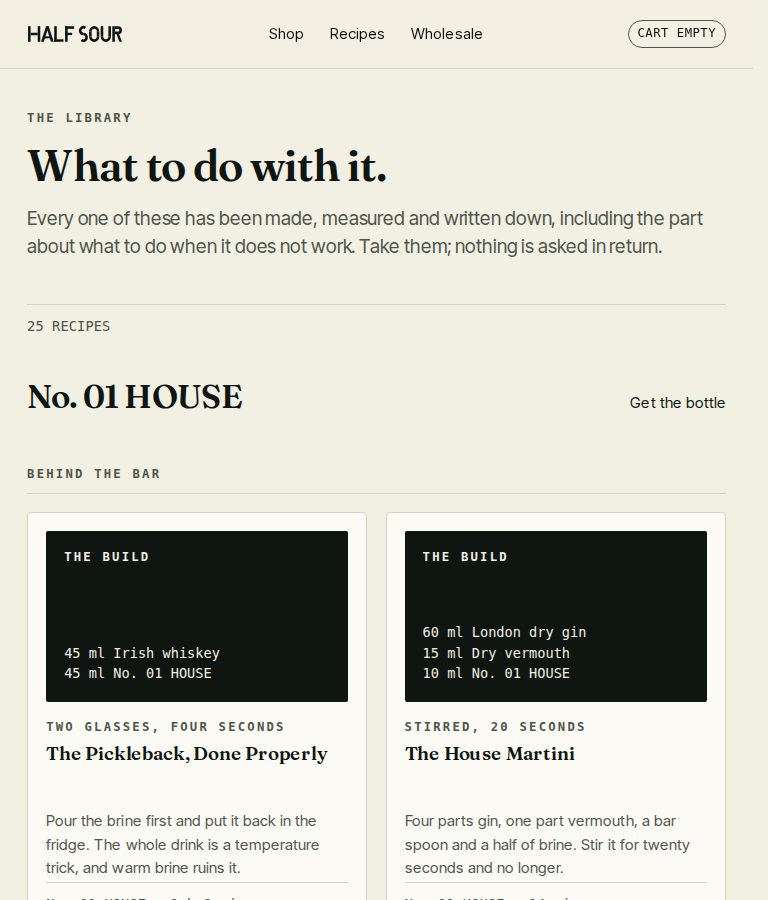 HALF SOUR
Shop
Recipes
Wholesale
CART EMPTY
THE LIBRARY
What to do with it.
Every one of these has been made, measured and written down, including the part
about what to do when it does not work. Take them; nothing is asked in return.
25 RECIPES
No. 01 HOUSE
Get the bottle
BEHIND THE BAR
THE BUILD
45 ml Irish whiskey
45 ml No. 01 HOUSE
TWO GLASSES, FOUR SECONDS
The Pickleback, Done Properly
Pour the brine first and put it back in the
fridge. The whole drink is a temperature
trick, and warm brine ruins it.
THE BUILD
60 ml London dry gin
15 ml Dry vermouth
10 ml No. 01 HOUSE
STIRRED, 20 SECONDS
The House Martini
Four parts gin, one part vermouth, a bar
spoon and a half of brine. Stir it for twenty
seconds and no longer.